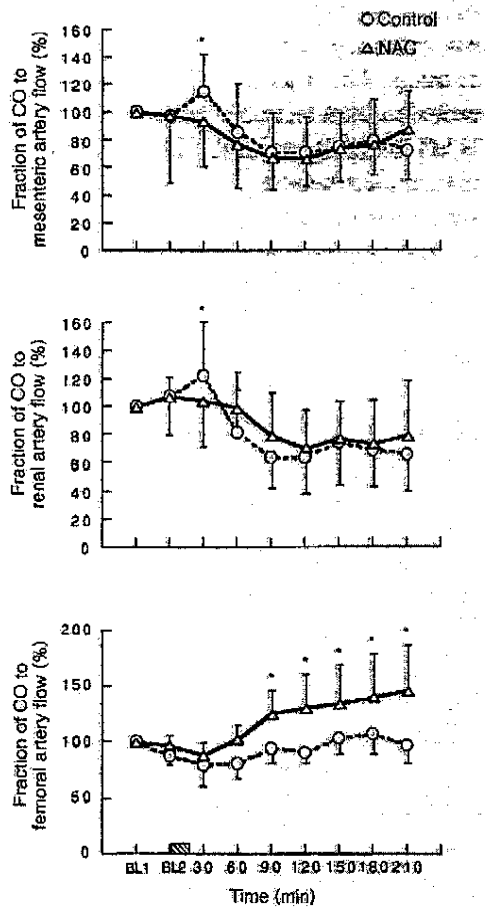 Control
NAC
Fraction of CO to
mesenteric artery flow (%)
160
140
120
100
80
60
40
20
0
*
Fraction of CO to
renal artery flow (%)
160
140
120
100
80
60
40
20
0
*
Fraction of CO to
femoral artery flow (%)
200
150
100
50
0
* * * * *
BL1 BL2 30 60 90 120 150 180 210
Time (min)